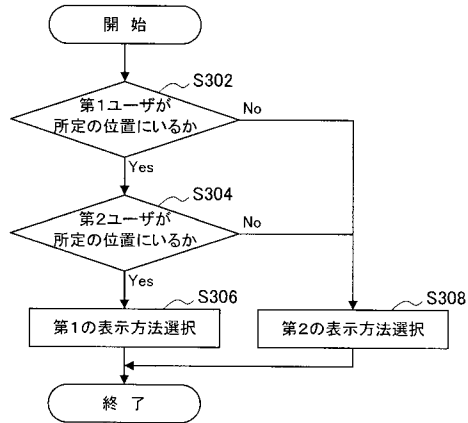 開 始
S302
第1ユーザが
所定の位置にいるか
No
Yes
S304
第2ユーザが
所定の位置にいるか
No
Yes
S306
第1の表示方法選択
S308
第2の表示方法選択
終 了